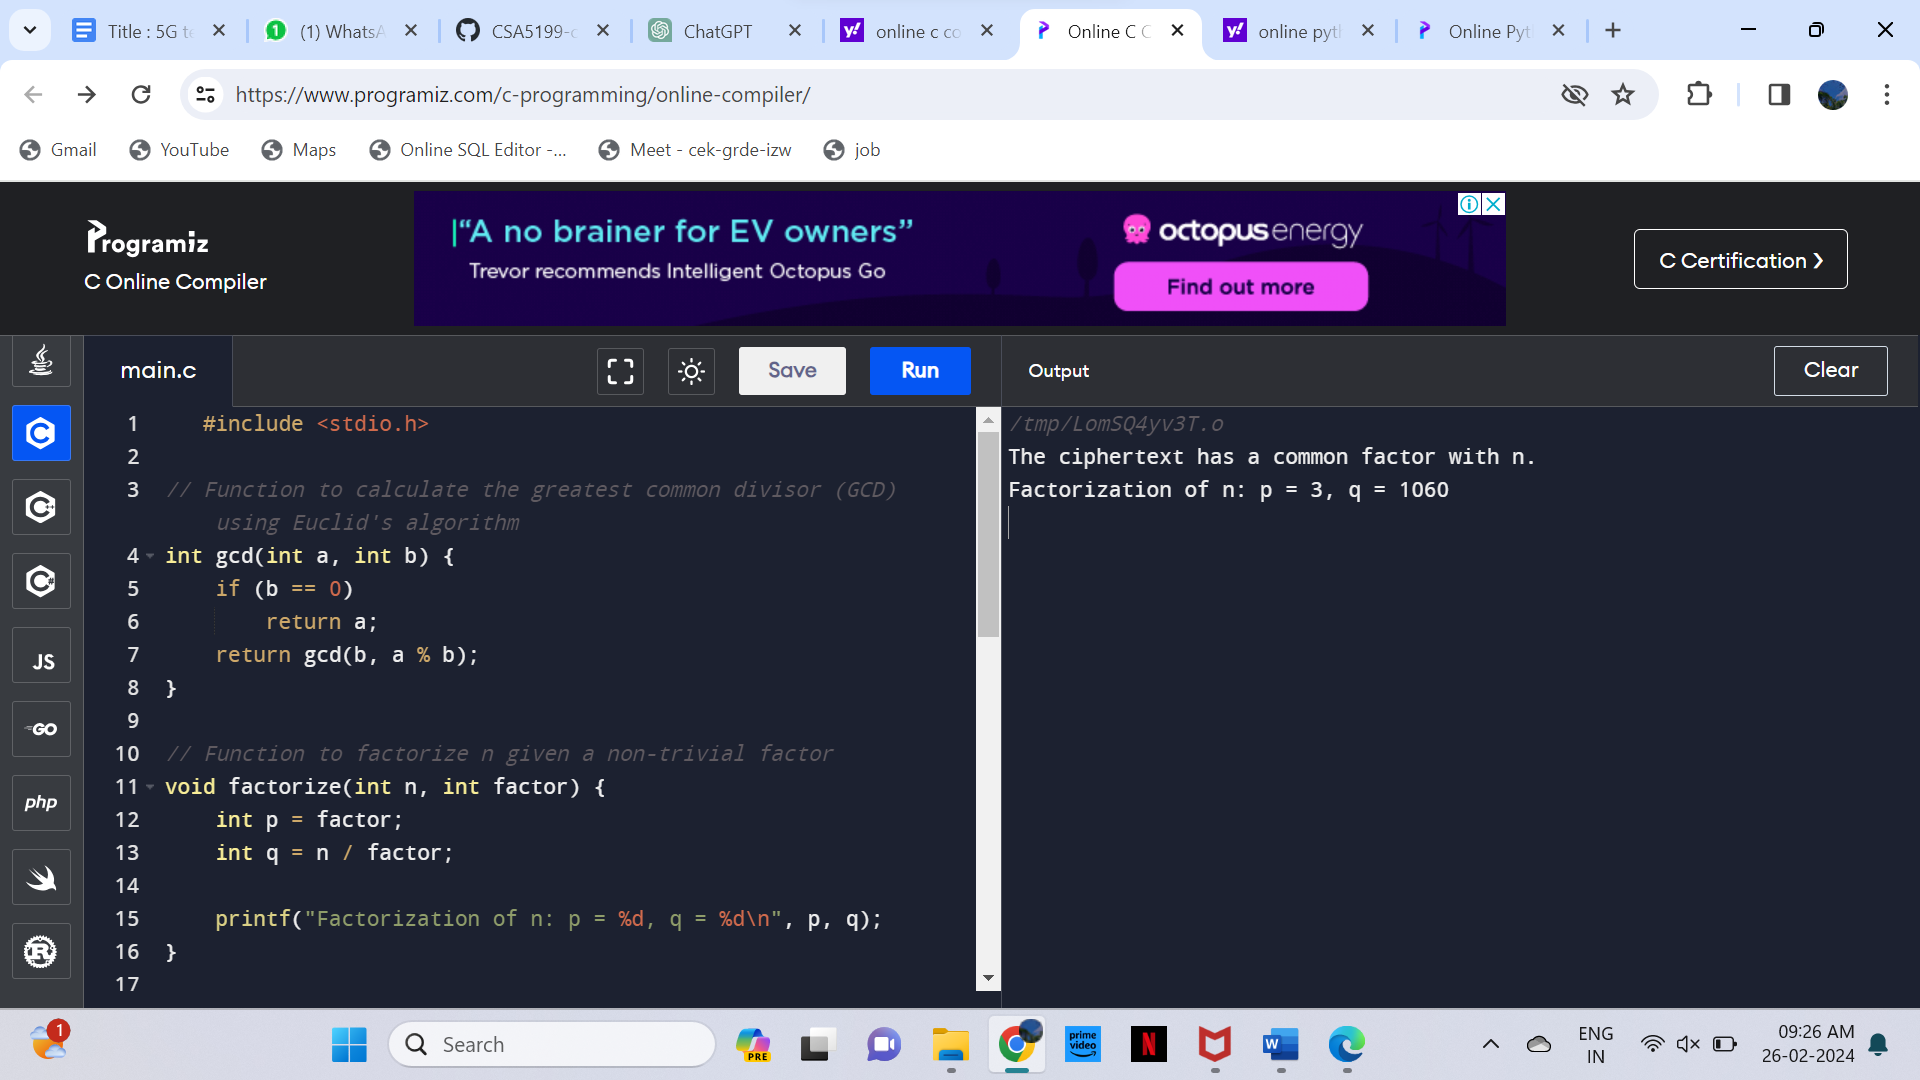 Title : 5G t
(1) WhatsA
CSA5199-c
ChatGPT
online c co
Online C C
online pyt
Online Pyt
https://www.programiz.com/c-programming/online-compiler/
Gmail
YouTube
Maps
Online SQL Editor -...
Meet - cek-grde-izw
job
Programiz
C Online Compiler
“A no brainer for EV owners”
Trevor recommends Intelligent Octopus Go
octopus energy
Find out more
C Certification ❯
main.c
Save
Run
Output
Clear
1 #include <stdio.h>
2
3 // Function to calculate the greatest common divisor (GCD)
using Euclid's algorithm
4 int gcd(int a, int b) {
5 if (b == 0)
6 return a;
7 return gcd(b, a % b);
8 }
9
10 // Function to factorize n given a non-trivial factor
11 void factorize(int n, int factor) {
12 int p = factor;
13 int q = n / factor;
14
15 printf("Factorization of n: p = %d, q = %d\n", p, q);
16 }
17
/tmp/LomSQ4yv3T.o
The ciphertext has a common factor with n.
Factorization of n: p = 3, q = 1060
JS
GO
php
1
Search
PRE
prime video
N
W
ENG
IN
09:26 AM
26-02-2024